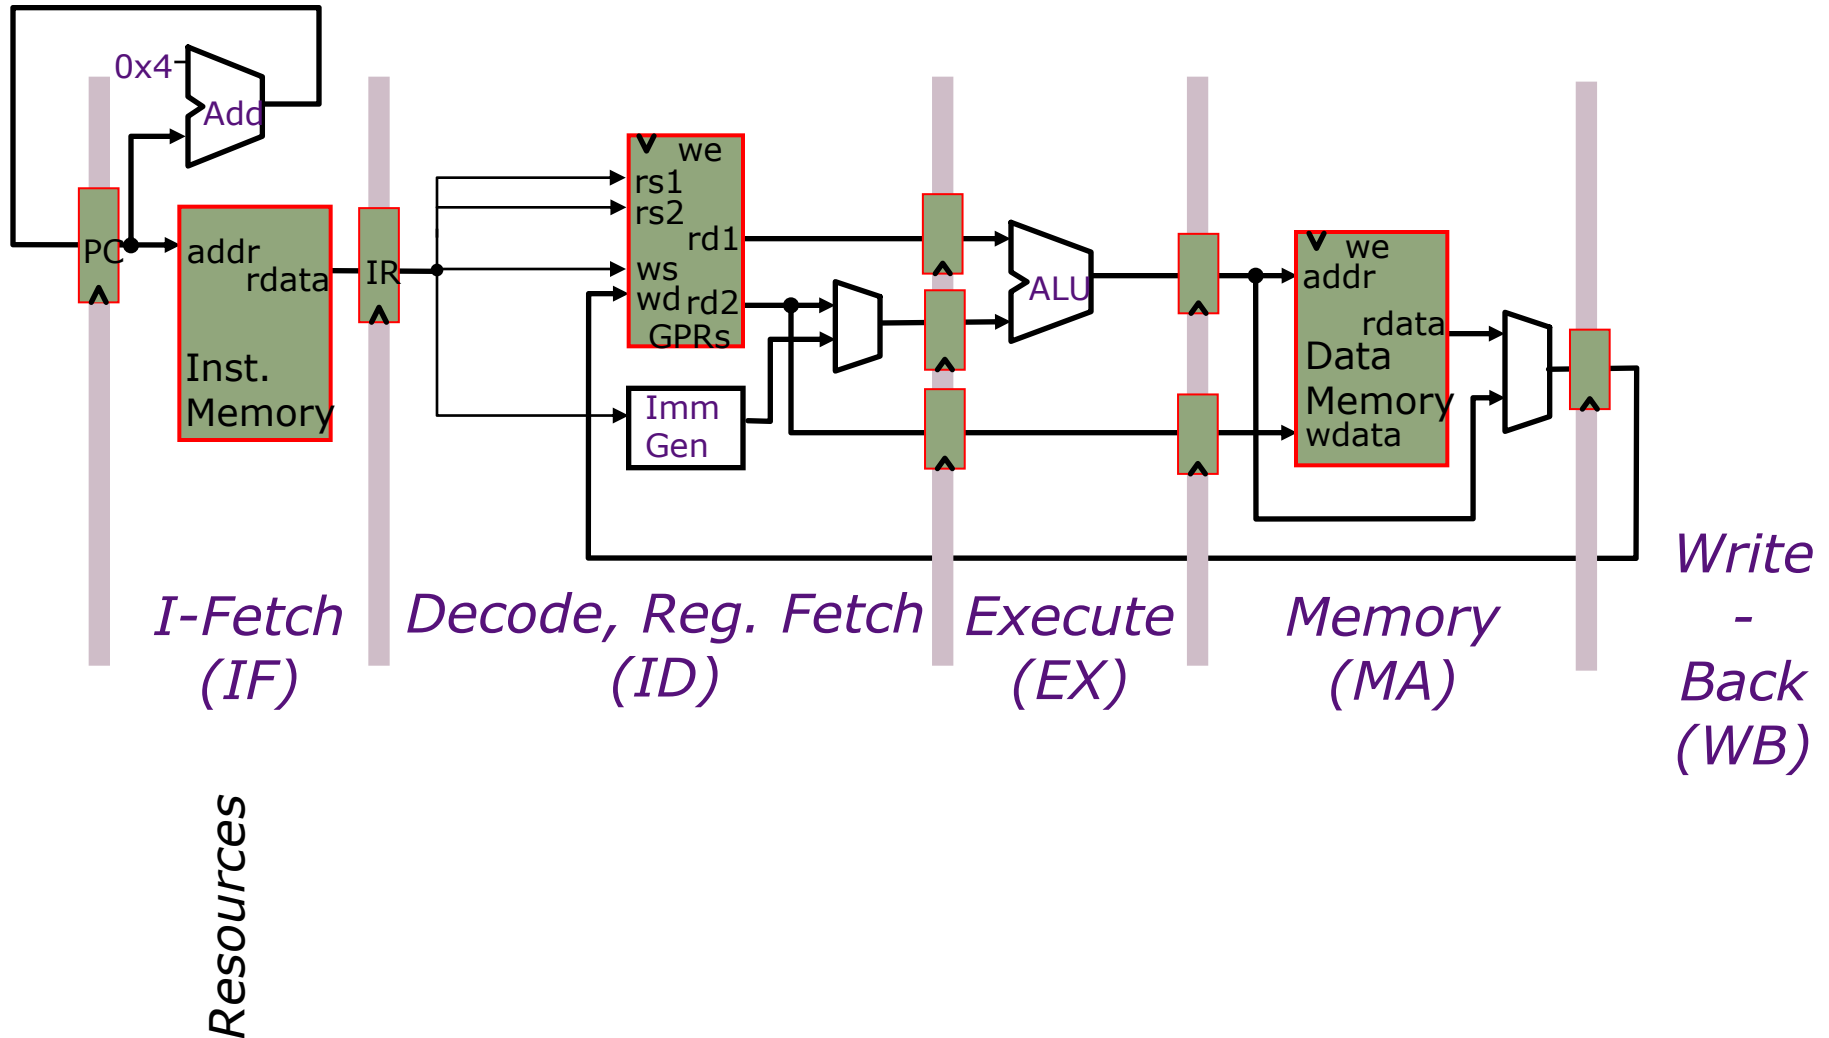 0x4
Add
PC
addr
rdata
Inst.
Memory
IR
we
rs1
rs2
rd1
ws
wd
rd2
GPRs
Imm
Gen
ALU
we
addr
rdata
Data
Memory
wdata
I-Fetch
(IF)
Decode, Reg. Fetch
(ID)
Execute
(EX)
Memory
(MA)
Write
-
Back
(WB)
Resources